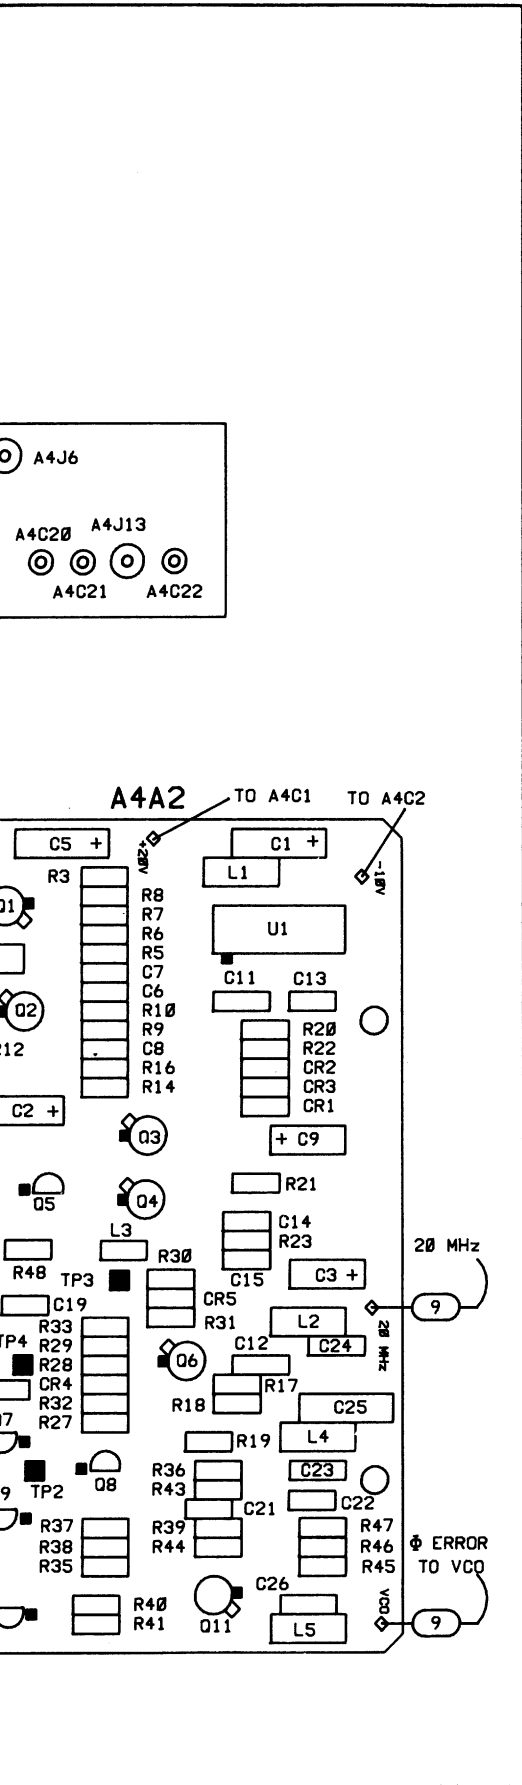 A4J6
A4J13
A4C20
A4C21
A4C22
A4A2
TO A4C1
TO A4C2
C5 +
+20V
C1 +
R3
L1
-10V
R8
Q1
R7
U1
R6
R5
C7
C11
C13
C6
Q2
R10
R9
R20
C8
R22
R12
R16
CR2
R14
CR3
CR1
C2 +
Q3
+ C9
R21
Q5
Q4
C14
L3
R23
20 MHz
R30
R48
TP3
C15
C3 +
CR5
C19
9
R31
L2
20 MHz
R33
TP4
R29
C12
C24
R28
Q6
CR4
R17
R32
R18
C25
R27
Q7
R19
L4
R36
C23
Q8
R43
TP2
C21
C22
R37
R39
R47
R38
R44
R46
Φ ERROR
R35
R45
TO VCO
C26
VCO
R40
R41
Q11
L5
9